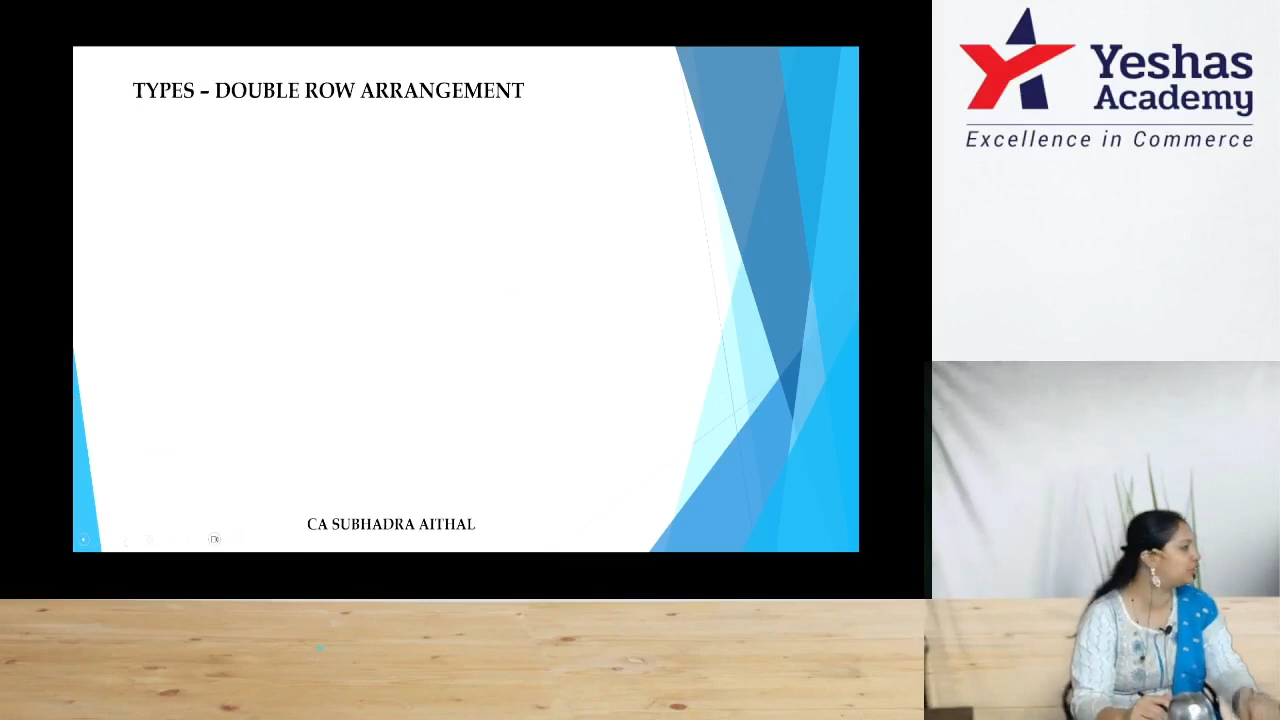 TYPES – DOUBLE ROW ARRANGEMENT
CA SUBHADRA AITHAL
Yeshas
Academy
Excellence in Commerce